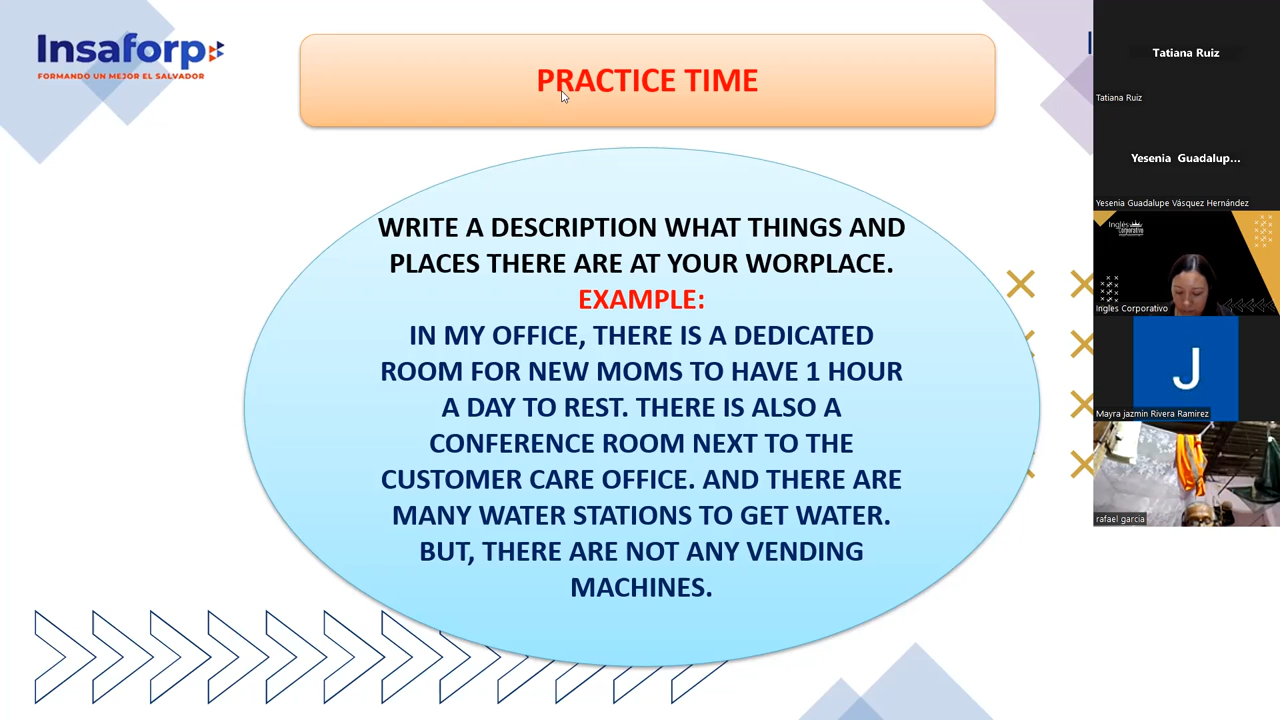 Insaforp
FORMANDO UN MEJOR EL SALVADOR
PRACTICE TIME
WRITE A DESCRIPTION WHAT THINGS AND
PLACES THERE ARE AT YOUR WORPLACE.
EXAMPLE:
IN MY OFFICE, THERE IS A DEDICATED
ROOM FOR NEW MOMS TO HAVE 1 HOUR
A DAY TO REST. THERE IS ALSO A
CONFERENCE ROOM NEXT TO THE
CUSTOMER CARE OFFICE. AND THERE ARE
MANY WATER STATIONS TO GET WATER.
BUT, THERE ARE NOT ANY VENDING
MACHINES.
Tatiana Ruiz
Tatiana Ruiz
Yesenia Guadalup...
Yesenia Guadalupe Vásquez Hernández
Inglés
Corporativo
Ingles Corporativo
J
Mayra jazmin Rivera Ramirez
rafael garcia